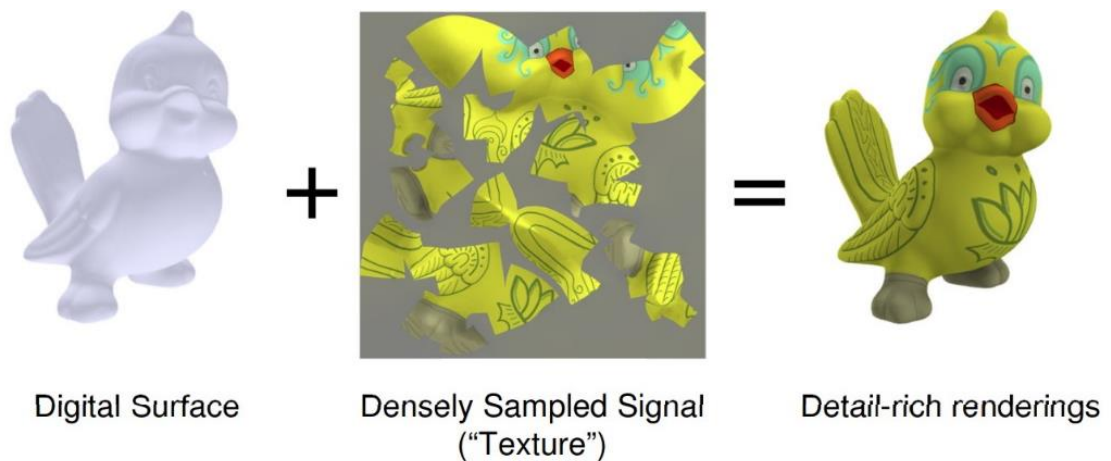 +
=
Digital Surface
Densely Sampled Signal
("Texture")
Detail-rich renderings